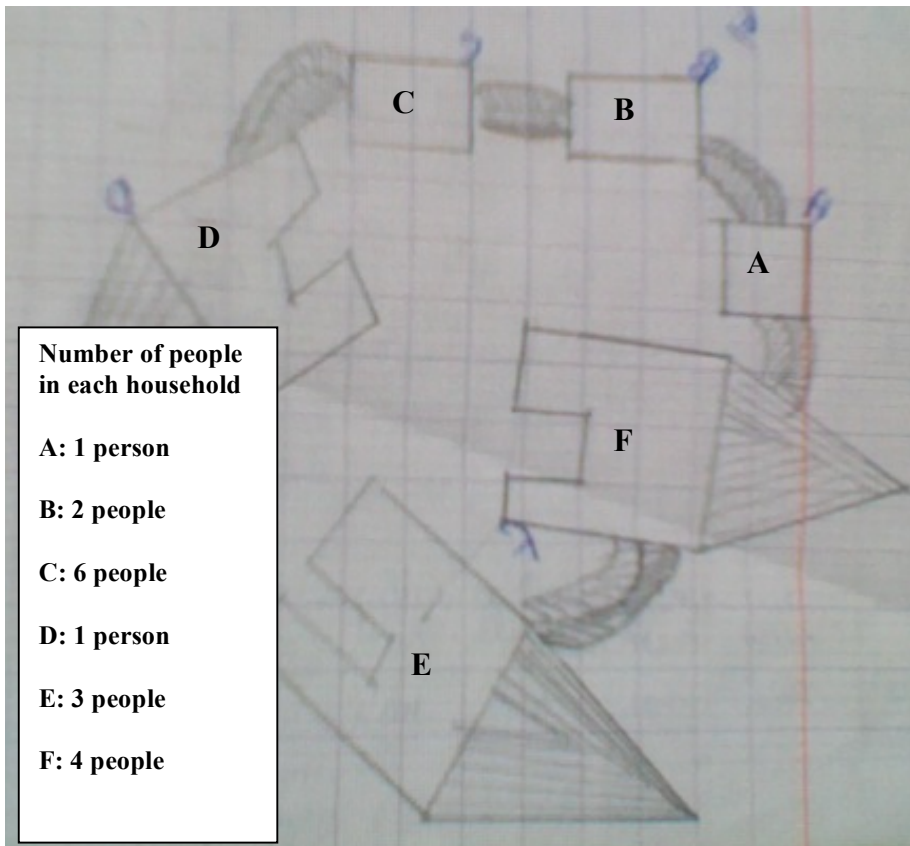 C
B
D
A
Number of people
in each household
F
A: 1 person
B: 2 people
C: 6 people
D: 1 person
E: 3 people
E
F: 4 people